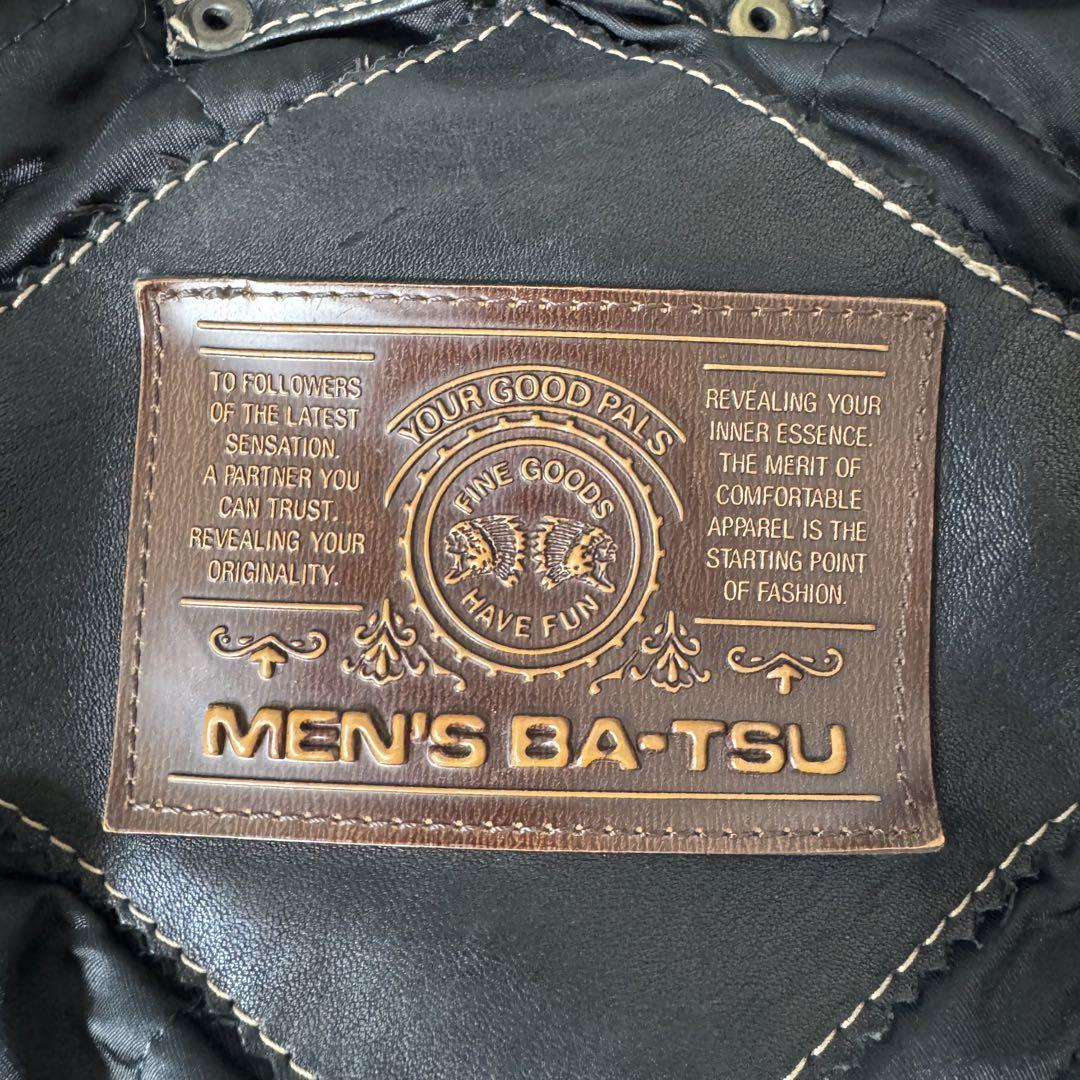 TO FOLLOWERS
OF THE LATEST
SENSATION.
A PARTNER YOU
CAN TRUST.
REVEALING YOUR
ORIGINALITY.
YOUR GOOD PALS
FINE GOODS
HAVE FUN
REVEALING YOUR
INNER ESSENCE.
THE MERIT OF
COMFORTABLE
APPAREL IS THE
STARTING POINT
OF FASHION.
MEN'S BA-TSU